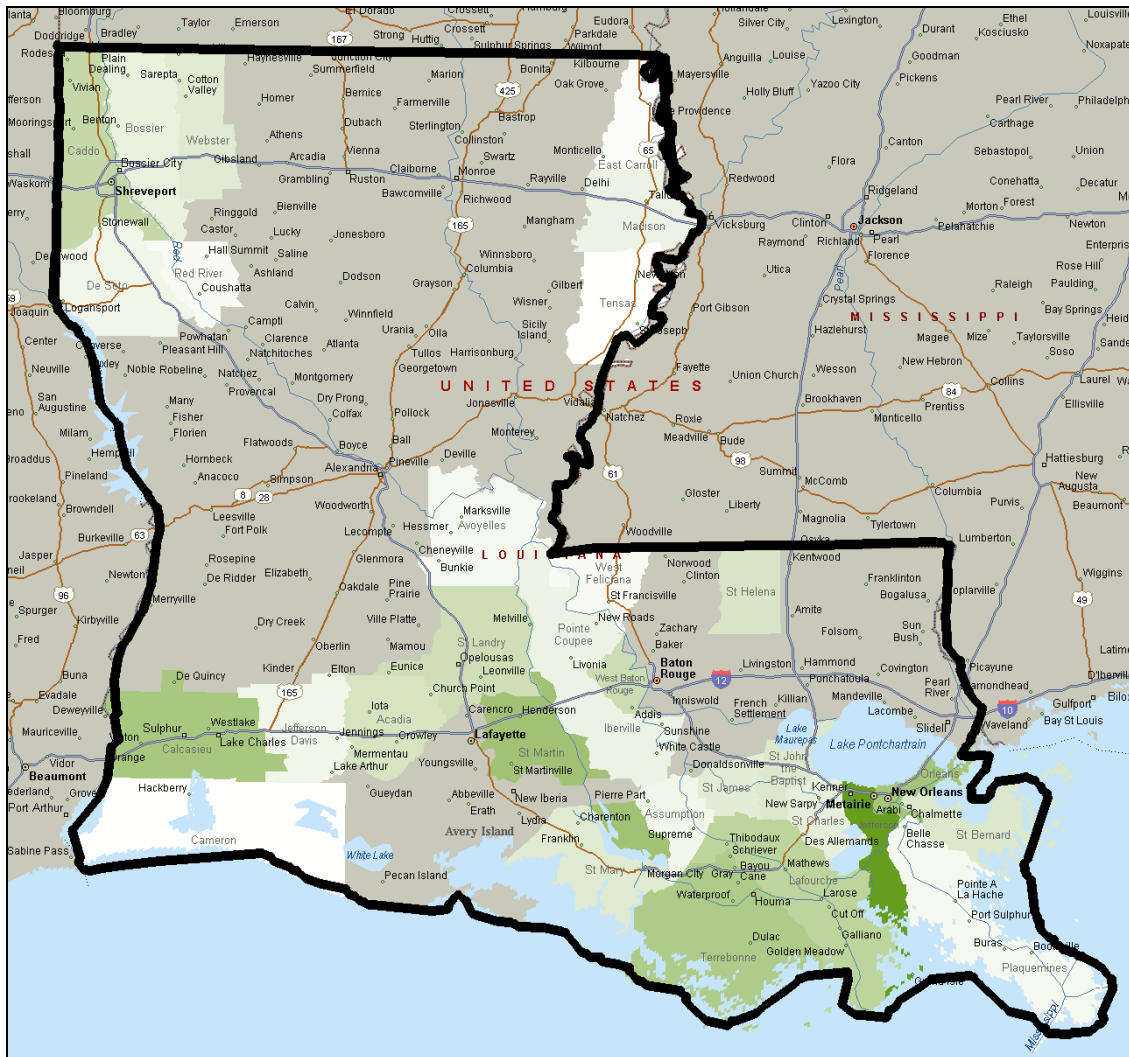 Bloomburg
Taylor
Emerson
El Dorado
Crossett
Eudora
Hollandale
Louisville
Doddridge
Bradley
167
Strong
Huttig
Crossett
Parkdale
Silver City
Lexington
Durant
Ethel
Kosciusko
Sulphur Springs
Wilmot
Anguilla
Louise
Goodman
Noxapate
Plain Dealing
Sarepta
Haynesville
Junction City
Summerfield
Marion
Bonita
Kilbourne
Mayersville
Yazoo City
Pickens
Vivian
Cotton Valley
Bernice
Farmerville
425
Oak Grove
Holly Bluff
Pearl River
Philadelph
Homer
Bastrop
Providence
Carthage
Benton
Bossier
Webster
Athens
Dubach
Sterlington
Collinston
Monticello
65
Canton
Sebastopol
Union
Caddo
Bossier City
Gibsland
Arcadia
Vienna
Claiborne
Swartz
Monroe
East Carroll
Flora
Waskom
Shreveport
Grambling
Ruston
Bawcomville
Rayville
Delhi
Redwood
Ridgeland
Conehatta
Decatur
Richwood
Clinton
Jackson
Morton
Forest
Newton
Stonewall
Ringgold
Bienville
165
Mangham
Madison
Vicksburg
Raymond
Richland
Pearl
Pelahatchie
Castor
Lucky
Jonesboro
Red
Hall Summit
Saline
Winnsboro
Florence
Enterpris
De Soto
Red River
Ashland
Dodson
Columbia
Utica
Rose Hill
Coushatta
Grayson
Gilbert
Tensas
Pearl
Raleigh
Paulding
59
Logansport
Calvin
Wisner
Port Gibson
Crystal Springs
Bay Springs
Joaquin
Campti
Winnfield
Urania
Olla
Sicily Island
St Joseph
MISSISSIPPI
Hazlehurst
Magee
Mize
Taylorsville
Center
Powhatan
Clarence
Atlanta
Tullos
Harrisonburg
Soso
Pleasant Hill
Natchitoches
Georgetown
New Hebron
Neuville
Noble
Robeline
Natchez
Montgomery
Fayette
Union Church
Wesson
Collins
Laurel
UNITED STATES
San Augustine
Provencal
Dry Prong
Colfax
Pollock
Jonesville
Vidalia
Natchez
Brookhaven
84
Prentiss
Ellisville
Many
Fisher
Roxie
Monticello
Milam
Florien
Flatwoods
Boyce
Ball
Monterey
Meadville
Bude
Hornbeck
Alexandria
Pineville
Deville
98
Summit
Hattiesburg
Broaddus
Pineland
Anacoco
Simpson
61
McComb
New Augusta
8
28
Marksville
Gloster
Columbia
Brookeland
Leesville
Woodworth
Avoyelles
Liberty
Purvis
Beaumont
Browndell
Fort Polk
Lecompte
Hessmer
Woodville
Magnolia
Tylertown
Burkeville
63
Cheneyville
Osyka
Lumberton
Jasper
Rosepine
Glenmora
LOUISIANA
Bunkie
West Feliciana
Norwood
Kentwood
Newton
De Ridder
Elizabeth
Oakdale
Pine Prairie
Clinton
Franklinton
Wiggins
96
Merryville
St Francisville
St Helena
Bogalusa
Poplarville
49
Spurger
Kirbyville
Dry Creek
Ville Platte
Melville
New Roads
Amite
Sun
Fred
Oberlin
Mamou
St Landry
Pointe Coupee
Zachary
Folsom
Bush
Buna
Kinder
Elton
Eunice
Opelousas
Livonia
Baker
Livingston
Hammond
Covington
Picayune
De Quincy
Leonville
Baton Rouge
12
Ponchatoula
Diamondhead
D'Iberville
Evadale
165
Church Point
West Baton Rouge
Killian
Mandeville
Pearl River
Gulfport
Deweyville
Sulphur
Westlake
Iota
Carencro
Henderson
Addis
Inniswold
French Settlement
Lacombe
10
Mauriceville
Calcasieu
Lake Charles
Jefferson Davis
Jennings
Acadia
Crowley
Lafayette
St Martin
Iberville
Sunshine
Lake Maurepas
Slidell
Waveland
Bay St Louis
Vidor
Orange
Mermentau
White Castle
Lake Pontchartrain
Beaumont
Lake Arthur
Youngsville
St Martinville
Donaldsonville
St John the Baptist
Orleans
Hackberry
Gueydan
Abbeville
New Iberia
Pierre Part
St James
Kenner
New Orleans
Port Arthur
Erath
New Sarpy
Metairie
Arabi
Chalmette
Lydia
Charenton
Assumption
St Charles
Jefferson
Belle Chasse
St Bernard
Avery Island
Supreme
Thibodaux
Des Allemands
Sabine Pass
Cameron
Franklin
Schriever
White Lake
St Mary
Bayou Cane
Mathews
Pecan Island
Morgan City
Gray
Lafourche
Pointe A La Hache
Waterproof
Houma
Larose
Cut Off
Port Sulphur
Dulac
Galliano
Buras
Golden Meadow
Terrebonne
Plaquemines